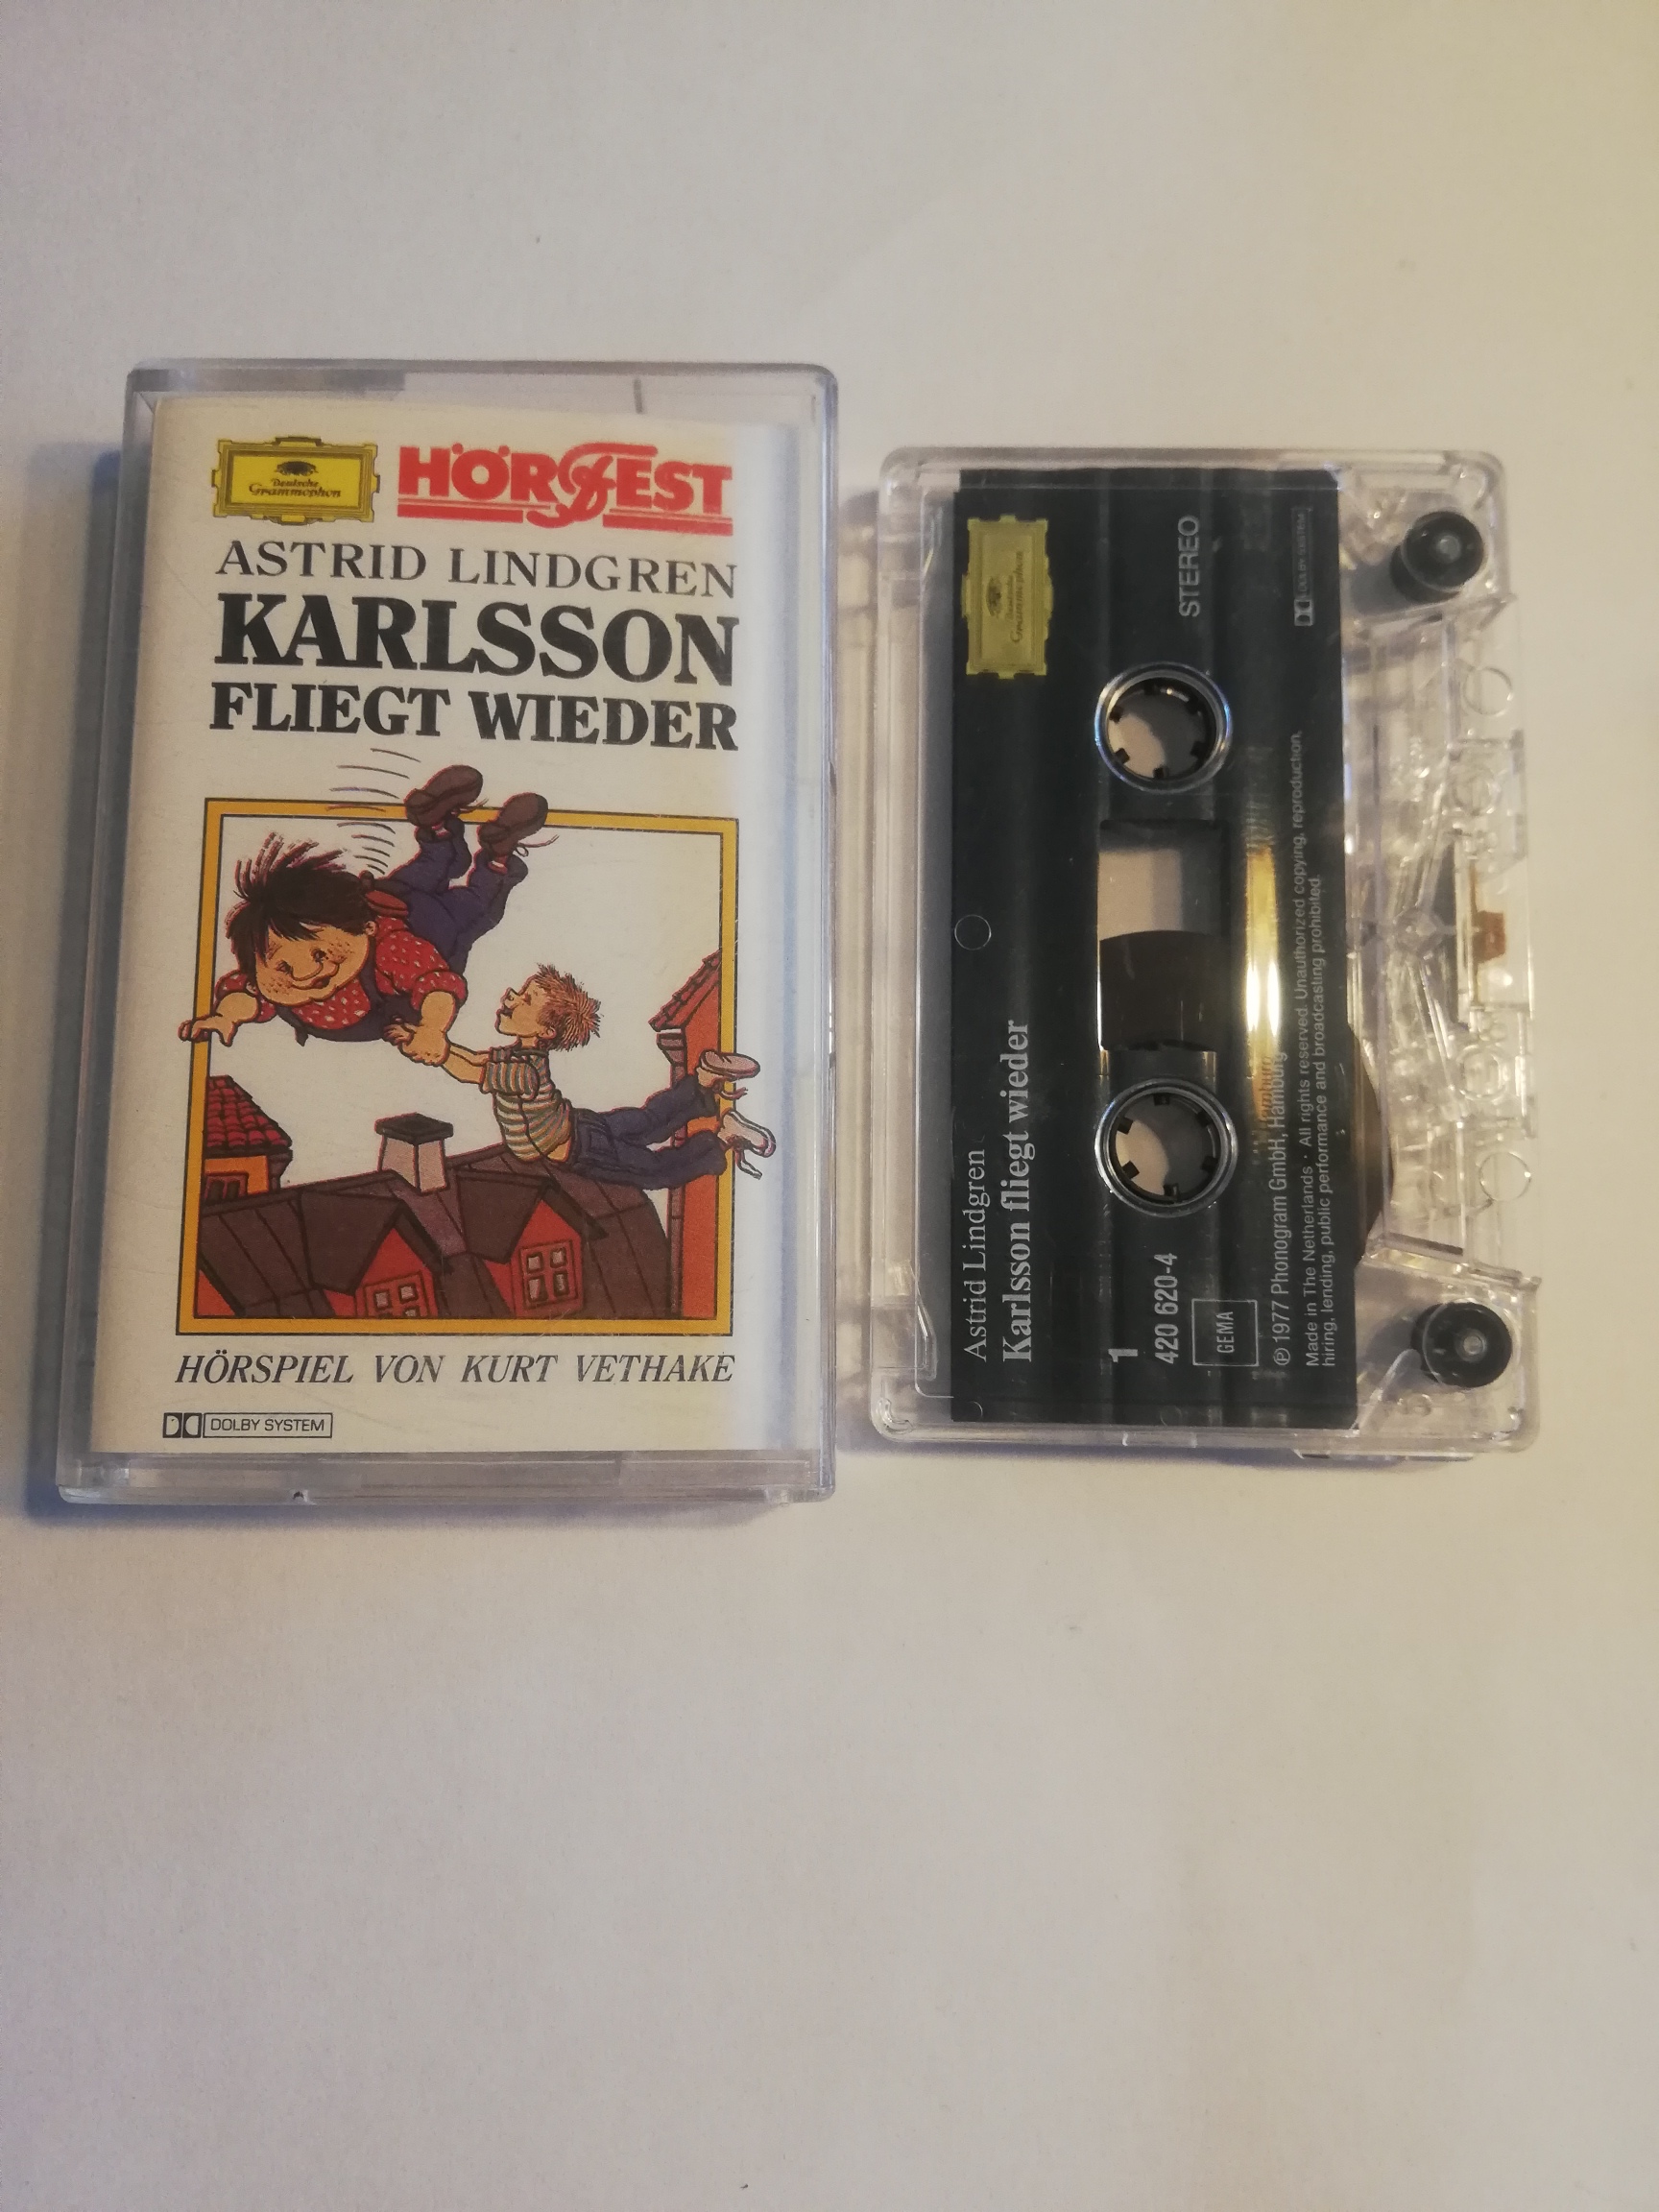 Deutsche
Grammophon
HÖRFEST
ASTRID LINDGREN
KARLSSON
FLIEGT WIEDER
HÖRSPIEL VON KURT VETHAKE
DOLBY SYSTEM
Deutsche
Grammophon
Astrid Lindgren
Karlsson fliegt wieder
STEREO
1
420 620-4
GEMA
℗ 1977 Phonogram GmbH, Hamburg
Made in The Netherlands · All rights reserved. Unauthorized copying, reproduction,
hiring, lending, public performance and broadcasting prohibited.
DOLBY SYSTEM